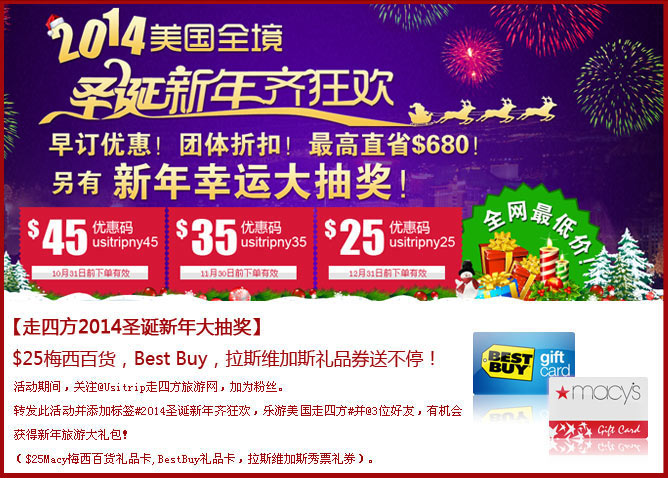 2014美国全境
圣诞新年齐狂欢
早订优惠！团体折扣！最高直省$680！
另有 新年幸运大抽奖！
$45 优惠码
usitripny45
10月31日前下单有效
$35 优惠码
usitripny35
11月30日前下单有效
$25 优惠码
usitripny25
12月31日前下单有效
全网最低价！
【走四方2014圣诞新年大抽奖】
$25梅西百货，Best Buy，拉斯维加斯礼品券送不停！
活动期间，关注@Usitrip走四方旅游网，加为粉丝。
转发此活动并添加标签#2014圣诞新年齐狂欢，乐游美国走四方#并@3位好友，有机会
获得新年旅游大礼包！
（$25Macy梅西百货礼品卡,BestBuy礼品卡，拉斯维加斯秀票礼券）。
BEST BUY
gift card
macy's
Gift Card